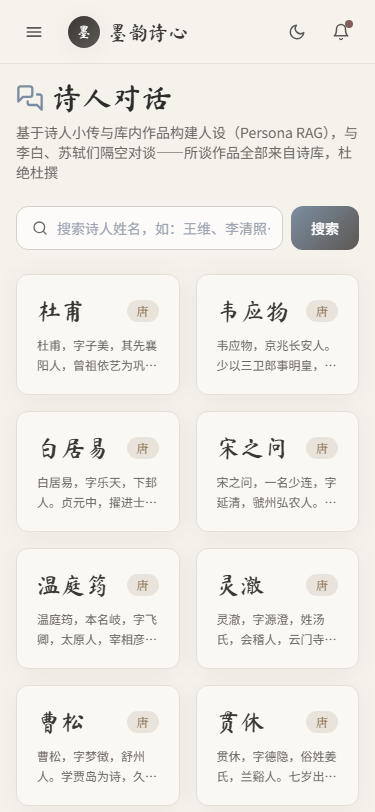 墨 墨韵诗心
诗人对话
基于诗人小传与库内作品构建人设（Persona RAG），与
李白、苏轼们隔空对谈——所谈作品全部来自诗库，杜
绝杜撰
搜索诗人姓名，如：王维、李清照·
搜索
杜甫 唐
杜甫，字子美，其先襄
阳人，曾祖依艺为巩…
韦应物 唐
韦应物，京兆长安人。
少以三卫郎事明皇，…
白居易 唐
白居易，字乐天，下邽
人。贞元中，擢进士…
宋之问 唐
宋之问，一名少连，字
延清，虢州弘农人。…
温庭筠 唐
温庭筠，本名岐，字飞
卿，太原人，宰相彦…
灵澈 唐
灵澈，字源澄，姓汤
氏，会稽人，云门寺…
曹松 唐
曹松，字梦徵，舒州
人。学贾岛为诗，久…
贯休 唐
贯休，字德隐，俗姓姜
氏，兰谿人。七岁出…